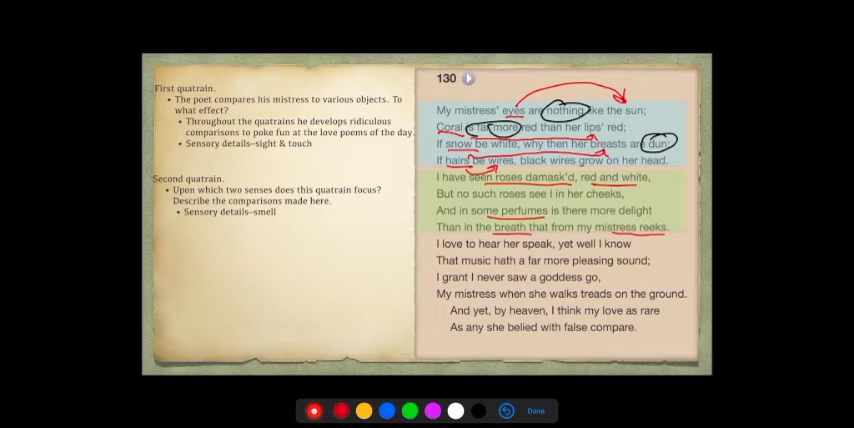 First quatrain.
• The poet compares his mistress to various objects. To
what effect?
• Throughout the quatrains he develops ridiculous
comparisons to poke fun at the love poems of the day.
• Sensory details–sight & touch
Second quatrain.
• Upon which two senses does this quatrain focus?
Describe the comparisons made here.
• Sensory details–smell
130
My mistress' eyes are nothing like the sun;
Coral is far more red than her lips' red;
If snow be white, why then her breasts are dun;
If hairs be wires, black wires grow on her head.
I have seen roses damask'd, red and white,
But no such roses see I in her cheeks,
And in some perfumes is there more delight
Than in the breath that from my mistress reeks.
I love to hear her speak, yet well I know
That music hath a far more pleasing sound;
I grant I never saw a goddess go,
My mistress when she walks treads on the ground.
And yet, by heaven, I think my love as rare
As any she belied with false compare.
Done